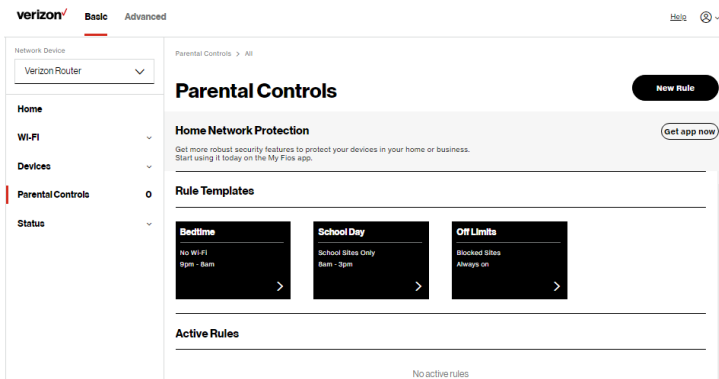 verizon
Basic Advanced
Help
Network Device
Verizon Router
Home
Wi-Fi
Devices
Parental Controls 0
Status
Parental Controls > All
Parental Controls
New Rule
Home Network Protection
Get more robust security features to protect your devices in your home or business.
Start using it today on the My Fios app.
Get app now
Rule Templates
Bedtime
No Wi-Fi
9pm - 8am
School Day
School Sites Only
8am - 3pm
Off Limits
Blocked Sites
Always on
Active Rules
No active rules